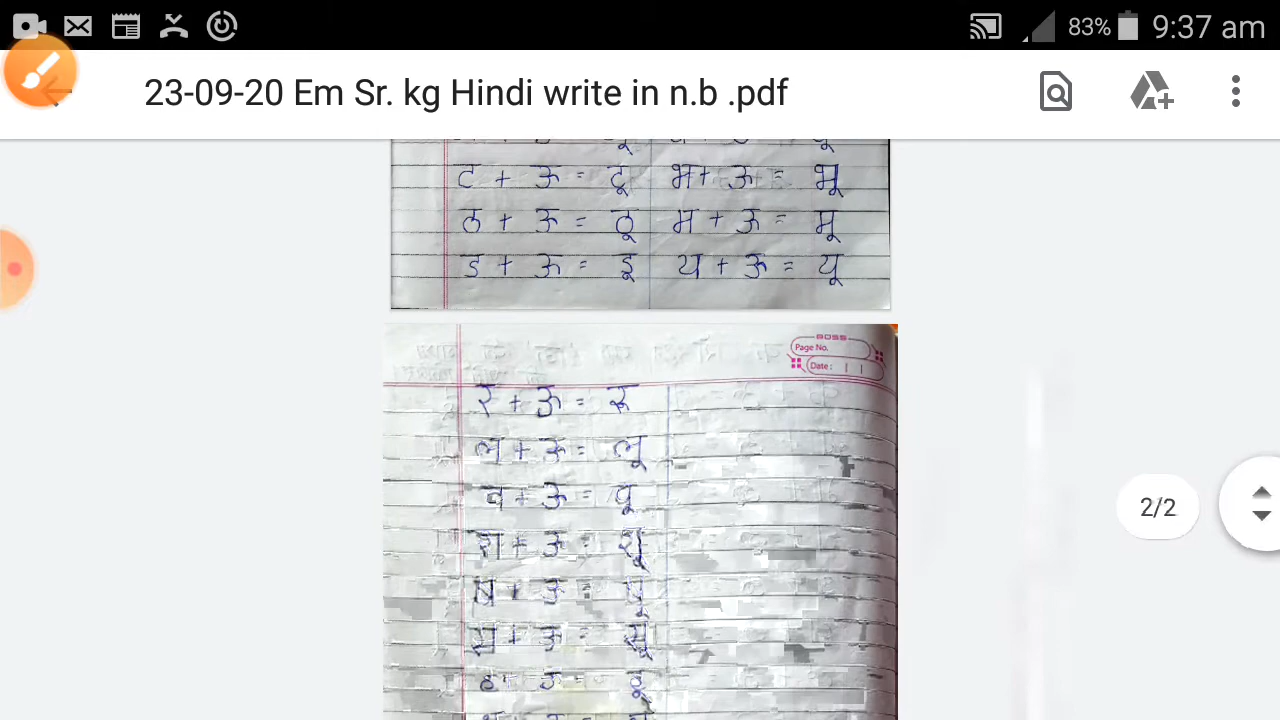 83% 9:37 am
23-09-20 Em Sr. kg Hindi write in n.b .pdf
ट + ऊ = टू भ + ऊ = भू
ठ + ऊ = ठू म + ऊ = मू
ड + ऊ = डू य + ऊ = यू
BOSS
Page No.
Date :
र + ऊ = रू
ल + ऊ = लू
व + ऊ = वू
2/2
श + ऊ = शू
ष + ऊ = षू
स + ऊ = सू
ह + ऊ = हू